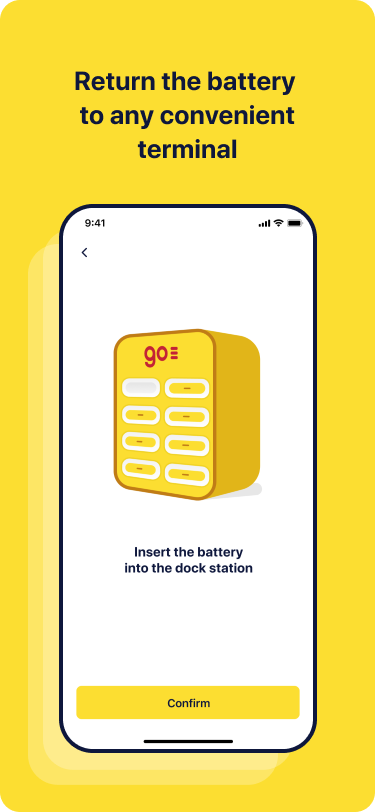 Return the battery
to any convenient
terminal
9:41
go
Insert the battery
into the dock station
Confirm